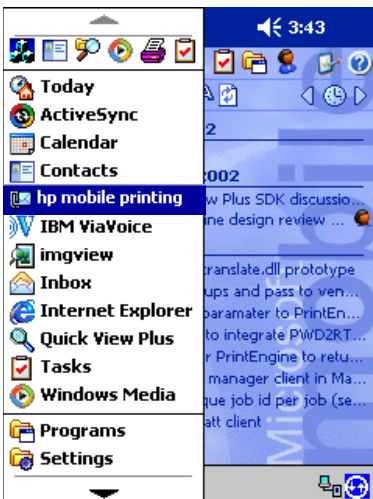 3:43
Today
ActiveSync
Calendar
Contacts
hp mobile printing
IBM ViaVoice
imgview
Inbox
Internet Explorer
Quick View Plus
Tasks
Windows Media
Programs
Settings
2
:002
w Plus SDK discussio...
ne design review ...
translate.dll prototype
ups and pass to ven...
paramater to PrintEn...
to integrate PWD2RT...
r PrintEngine to retu...
manager client in Ma...
que job id per job (se...
att client
Microsoft
mobile